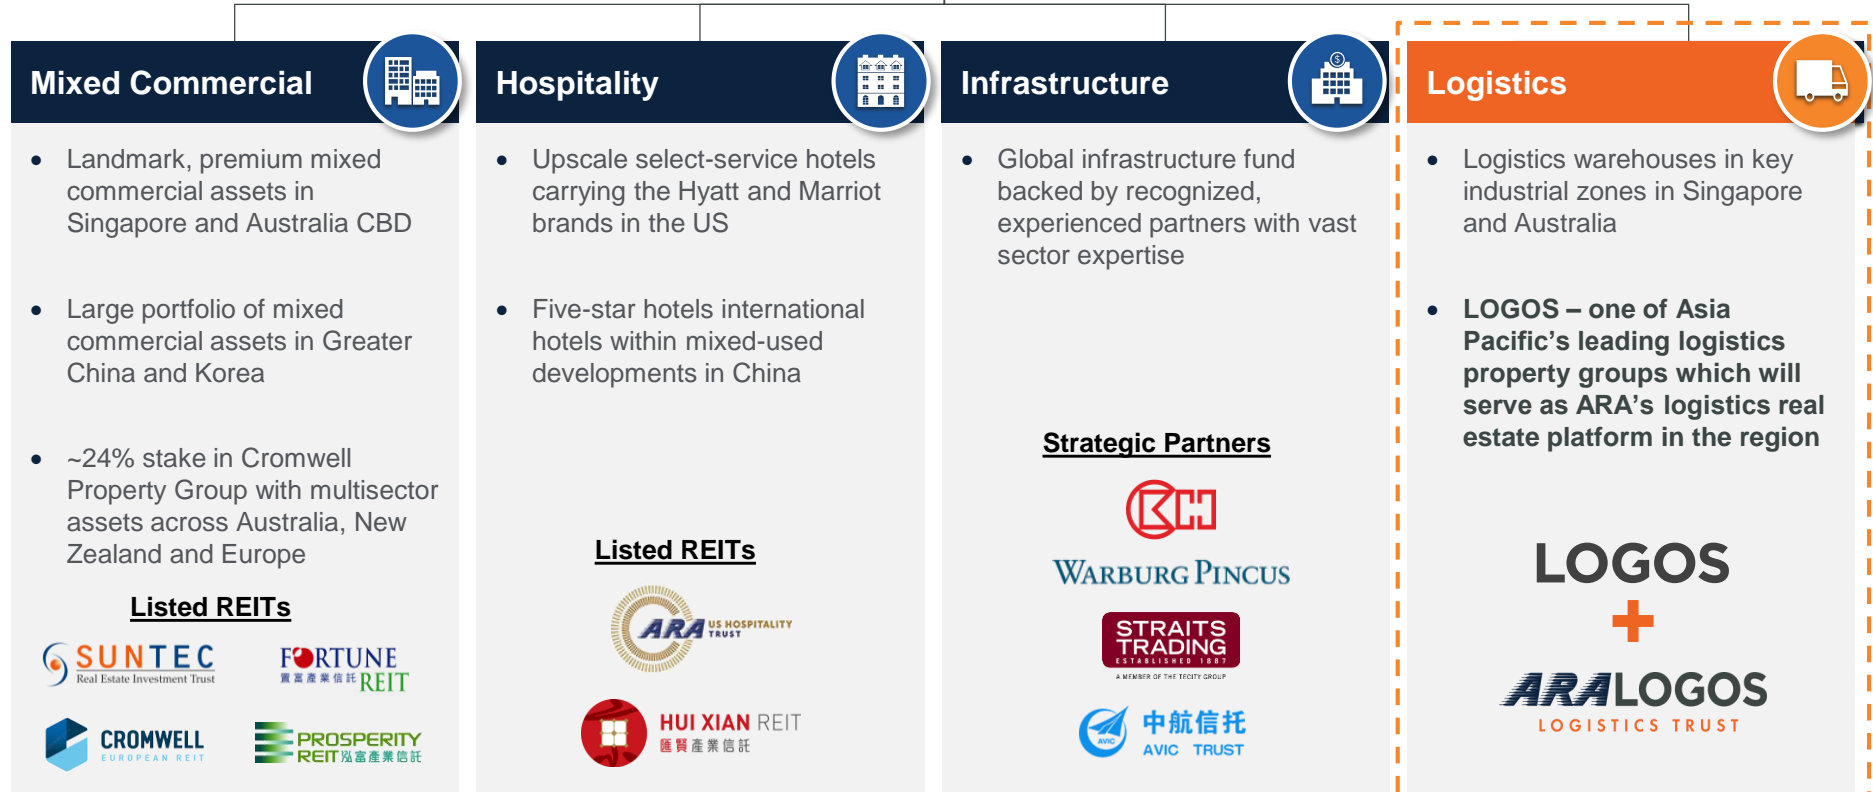 Mixed Commercial
Landmark, premium mixed
commercial assets in
Singapore and Australia CBD
Large portfolio of mixed
commercial assets in Greater
China and Korea
~24% stake in Cromwell
Property Group with multisector
assets across Australia, New
Zealand and Europe
Listed REITs
SUNTEC
Real Estate Investment Trust
FORTUNE
置富產業信託 REIT
CROMWELL
EUROPEAN REIT
PROSPERITY
REIT 泓富產業信託
Hospitality
Upscale select-service hotels
carrying the Hyatt and Marriot
brands in the US
Five-star hotels international
hotels within mixed-used
developments in China
Listed REITs
ARA US HOSPITALITY
TRUST
HUI XIAN REIT
匯賢產業信託
Infrastructure
$
Global infrastructure fund
backed by recognized,
experienced partners with vast
sector expertise
Strategic Partners
CKH
WARBURG PINCUS
STRAITS
TRADING
ESTABLISHED 1887
A MEMBER OF THE TECITY GROUP
AVIC
中航信托
AVIC TRUST
Logistics
Logistics warehouses in key
industrial zones in Singapore
and Australia
LOGOS – one of Asia
Pacific’s leading logistics
property groups which will
serve as ARA’s logistics real
estate platform in the region
LOGOS
+
ARA LOGOS
LOGISTICS TRUST